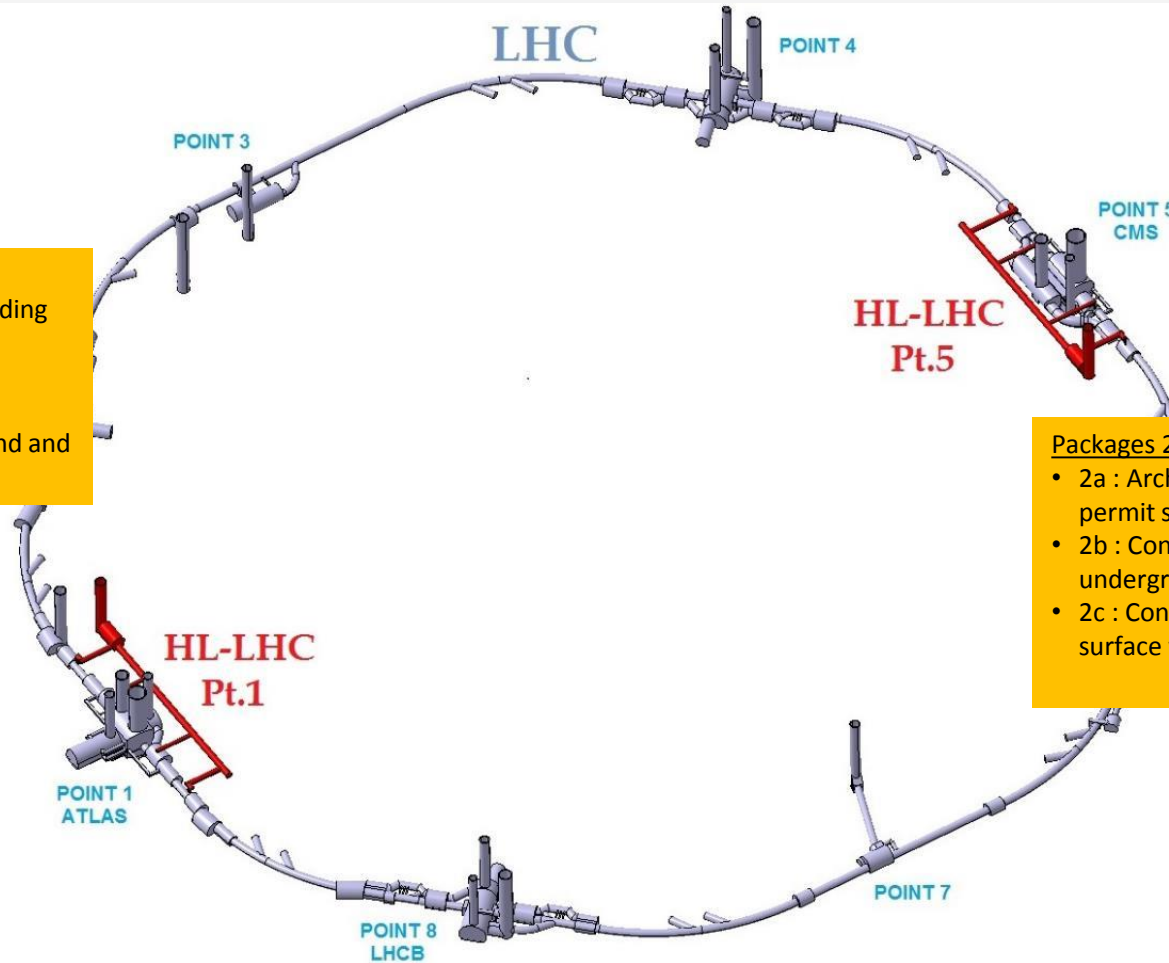 LHC
POINT 4
POINT 3
POINT 5
CMS
HL-LHC
Pt.5
ding
nd and
Packages 2
• 2a : Arch
permit s
• 2b : Con
undergr
• 2c : Con
surface
HL-LHC
Pt.1
POINT 1
ATLAS
POINT 7
POINT 8
LHCB